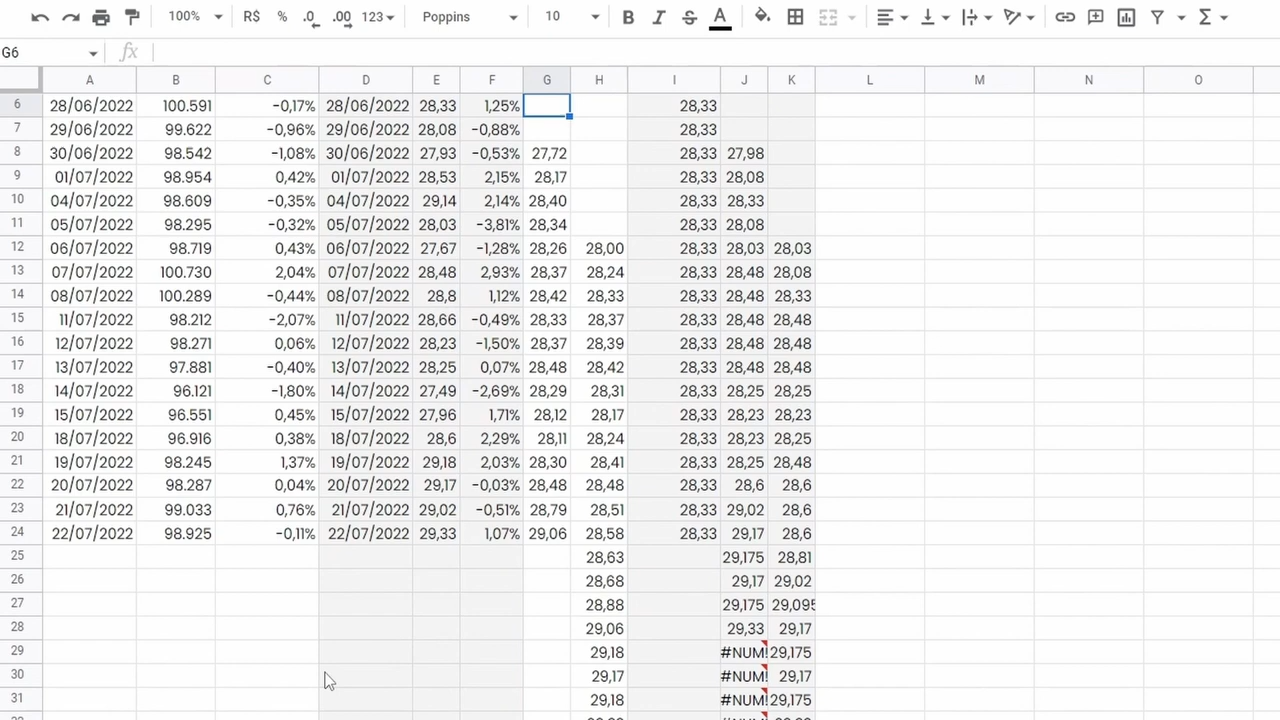 100% R$ % .0 .00 123 Poppins 10 B I S A
G6 fx
A B C D E F G H I J K L M N O
6 28/06/2022 100.591 -0,17% 28/06/2022 28,33 1,25% 28,33
7 29/06/2022 99.622 -0,96% 29/06/2022 28,08 -0,88% 28,33
8 30/06/2022 98.542 -1,08% 30/06/2022 27,93 -0,53% 27,72 28,33 27,98
9 01/07/2022 98.954 0,42% 01/07/2022 28,53 2,15% 28,17 28,33 28,08
10 04/07/2022 98.609 -0,35% 04/07/2022 29,14 2,14% 28,40 28,33 28,33
11 05/07/2022 98.295 -0,32% 05/07/2022 28,03 -3,81% 28,34 28,33 28,08
12 06/07/2022 98.719 0,43% 06/07/2022 27,67 -1,28% 28,26 28,00 28,33 28,03 28,03
13 07/07/2022 100.730 2,04% 07/07/2022 28,48 2,93% 28,37 28,24 28,33 28,48 28,08
14 08/07/2022 100.289 -0,44% 08/07/2022 28,8 1,12% 28,42 28,33 28,33 28,48 28,33
15 11/07/2022 98.212 -2,07% 11/07/2022 28,66 -0,49% 28,33 28,37 28,33 28,48 28,48
16 12/07/2022 98.271 0,06% 12/07/2022 28,23 -1,50% 28,37 28,39 28,33 28,48 28,48
17 13/07/2022 97.881 -0,40% 13/07/2022 28,25 0,07% 28,48 28,42 28,33 28,48 28,48
18 14/07/2022 96.121 -1,80% 14/07/2022 27,49 -2,69% 28,29 28,31 28,33 28,25 28,25
19 15/07/2022 96.551 0,45% 15/07/2022 27,96 1,71% 28,12 28,17 28,33 28,23 28,23
20 18/07/2022 96.916 0,38% 18/07/2022 28,6 2,29% 28,11 28,24 28,33 28,23 28,25
21 19/07/2022 98.245 1,37% 19/07/2022 29,18 2,03% 28,30 28,41 28,33 28,25 28,48
22 20/07/2022 98.287 0,04% 20/07/2022 29,17 -0,03% 28,48 28,48 28,33 28,6 28,6
23 21/07/2022 99.033 0,76% 21/07/2022 29,02 -0,51% 28,79 28,51 28,33 29,02 28,6
24 22/07/2022 98.925 -0,11% 22/07/2022 29,33 1,07% 29,06 28,58 28,33 29,17 28,6
25 28,63 29,175 28,81
26 28,68 29,17 29,02
27 28,88 29,175 29,095
28 29,06 29,33 29,17
29 29,18 #NUM! 29,175
30 29,17 #NUM! 29,17
31 29,18 #NUM! 29,175